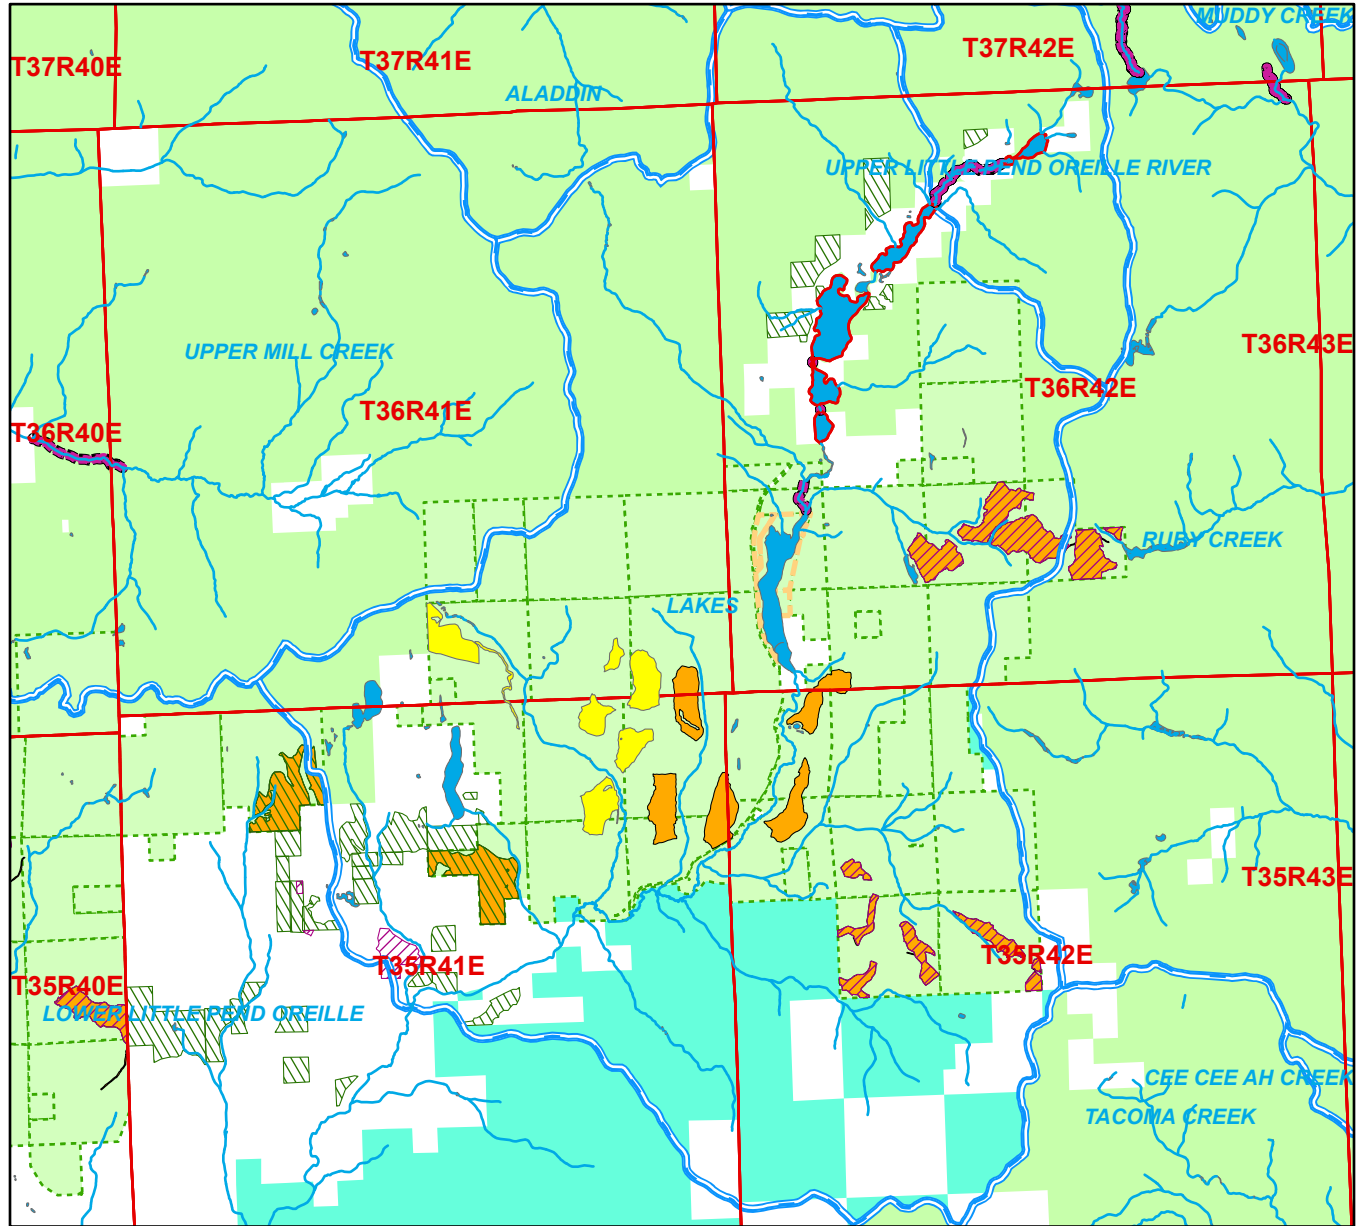 MUDDY CREEK
T37R42E
T37R41E
T37R40E
ALADDIN
UPPER LITTLE PEND OREILLE RIVER
T36R43E
UPPER MILL CREEK
T36R42E
T36R41E
T36R40E
RUBY CREEK
LAKES
T35R43E
T35R42E
T35R41E
T35R40E
LOWER LITTLE PEND OREILLE
CEE CEE AH CREEK
TACOMA CREEK